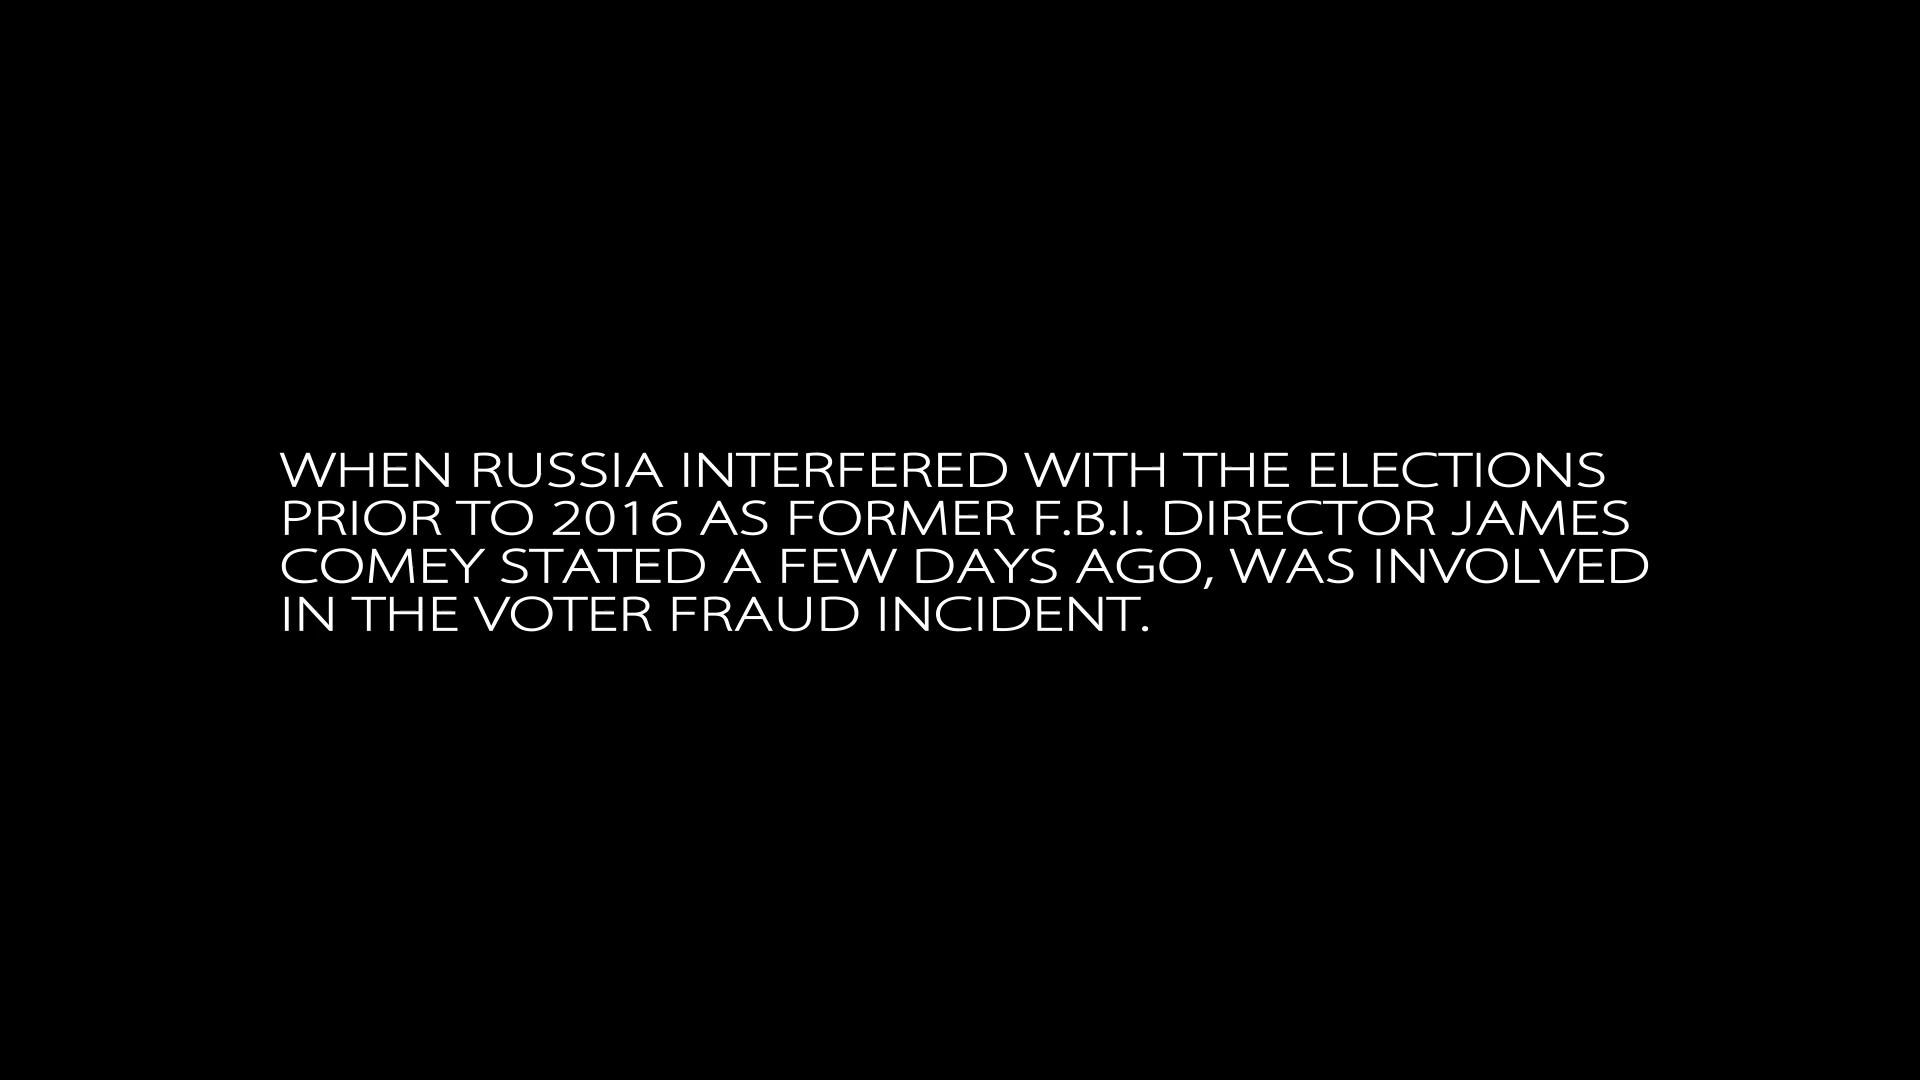 WHEN RUSSIA INTERFERED WITH THE ELECTIONS
PRIOR TO 2016 AS FORMER F.B.I. DIRECTOR JAMES
COMEY STATED A FEW DAYS AGO, WAS INVOLVED
IN THE VOTER FRAUD INCIDENT.